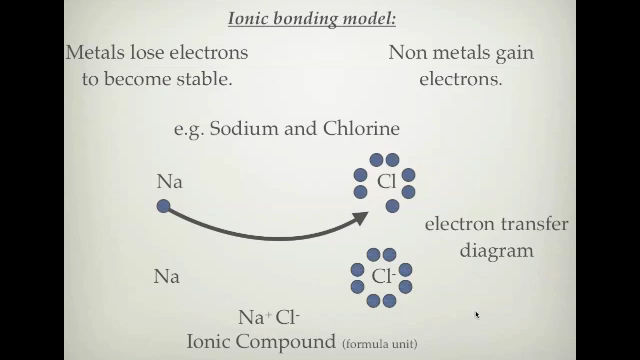 Ionic bonding model:
Metals lose electrons
to become stable.
Non metals gain
electrons.
e.g. Sodium and Chlorine
Na
Cl
electron transfer
diagram
Na
Cl-
Na+ Cl-
Ionic Compound (formula unit)